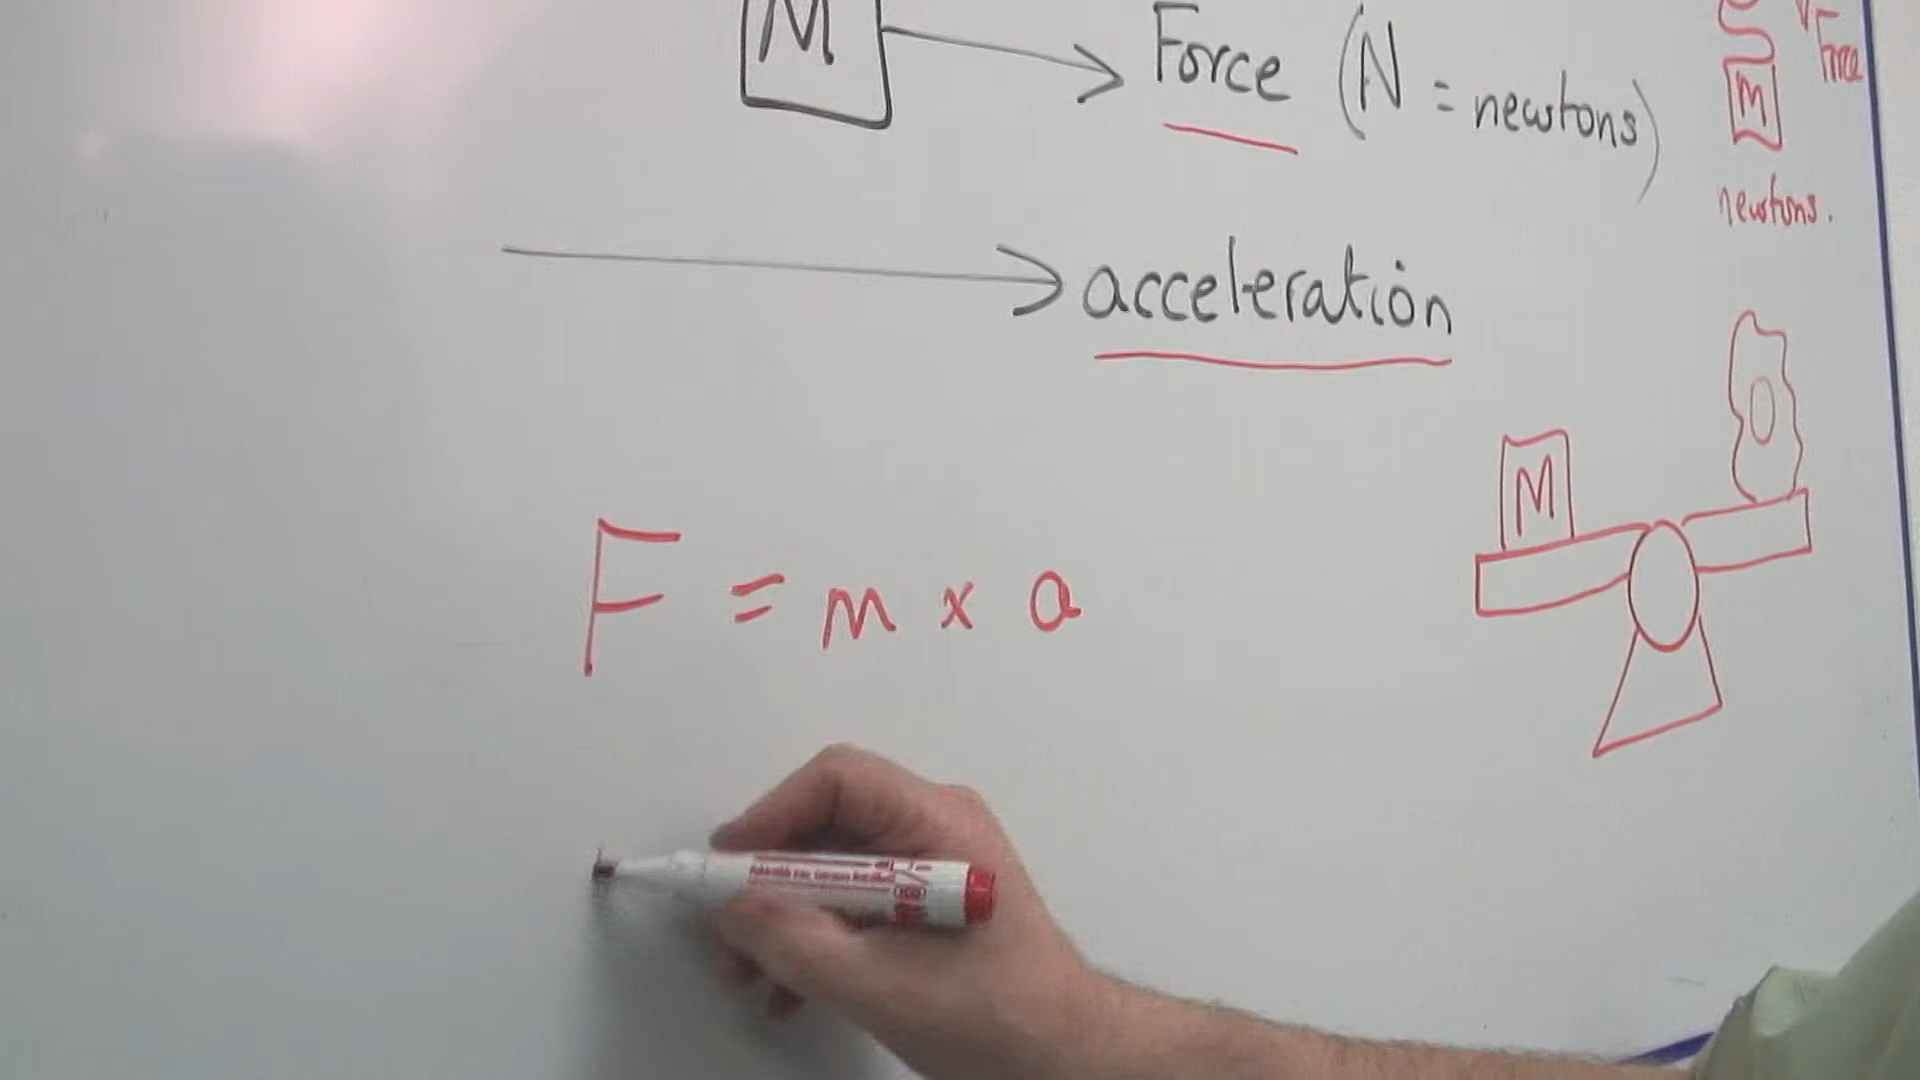 M
Force (N = newtons)
Force
M
newtons.
acceleration
M
F = m x a